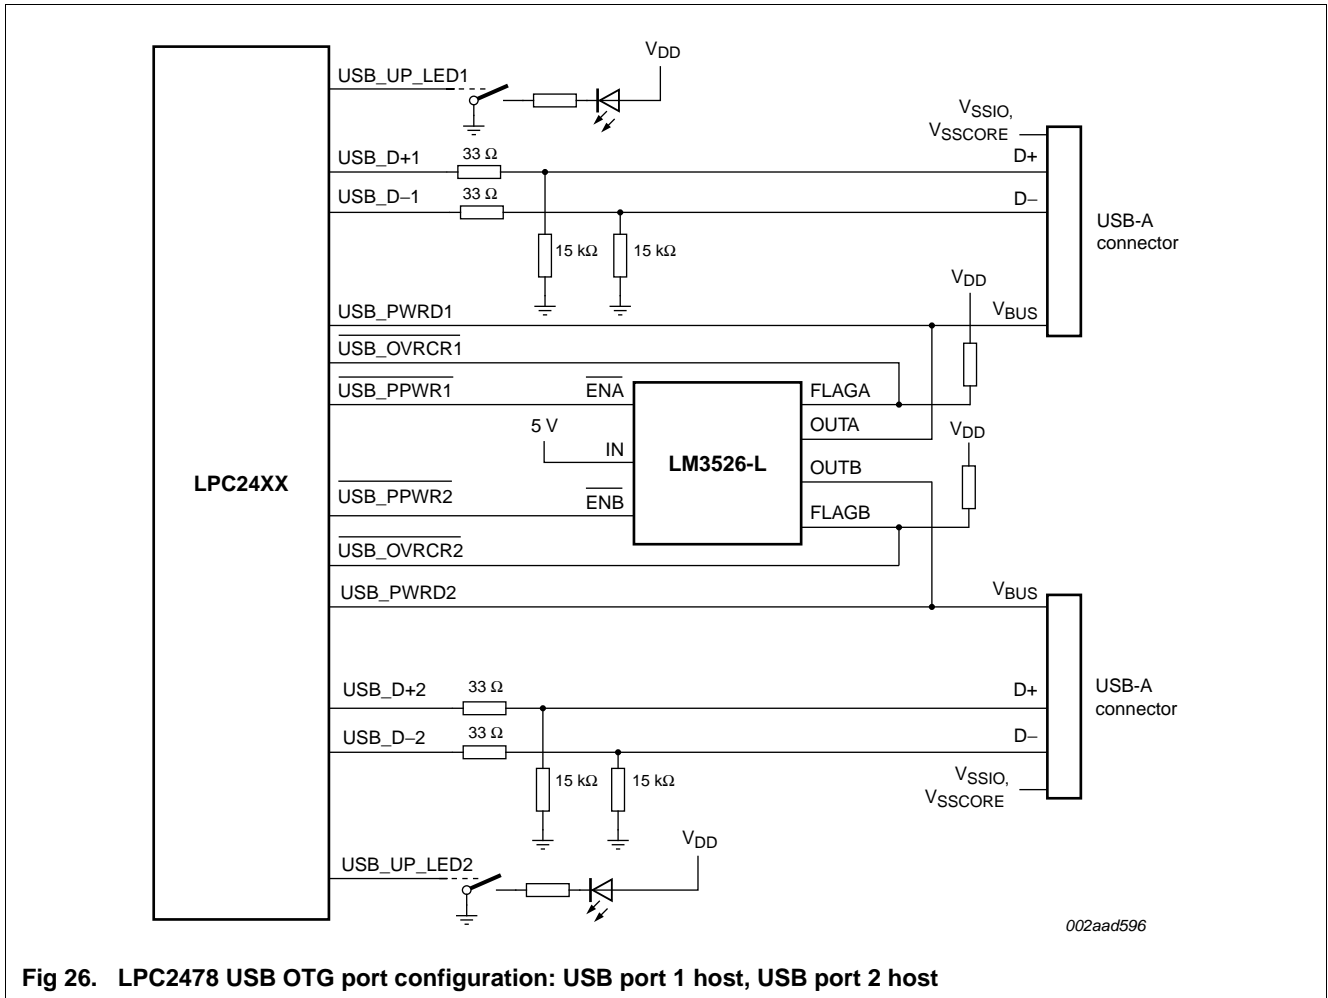 VDD
USB_UP_LED1
VSSIO,
VSSCORE
USB_D+1
33 Ω
D+
USB_D−1
33 Ω
D−
USB-A
connector
15 kΩ
15 kΩ
VDD
USB_PWRD1
VBUS
USB_OVRCR1
USB_PPWR1
ENA
FLAGA
5 V
OUTA
VDD
IN
LM3526-L
OUTB
LPC24XX
USB_PPWR2
ENB
FLAGB
USB_OVRCR2
USB_PWRD2
VBUS
USB_D+2
33 Ω
D+
USB-A
connector
USB_D−2
33 Ω
D−
15 kΩ
15 kΩ
VSSIO,
VSSCORE
VDD
USB_UP_LED2
002aad596
Fig 26. LPC2478 USB OTG port configuration: USB port 1 host, USB port 2 host